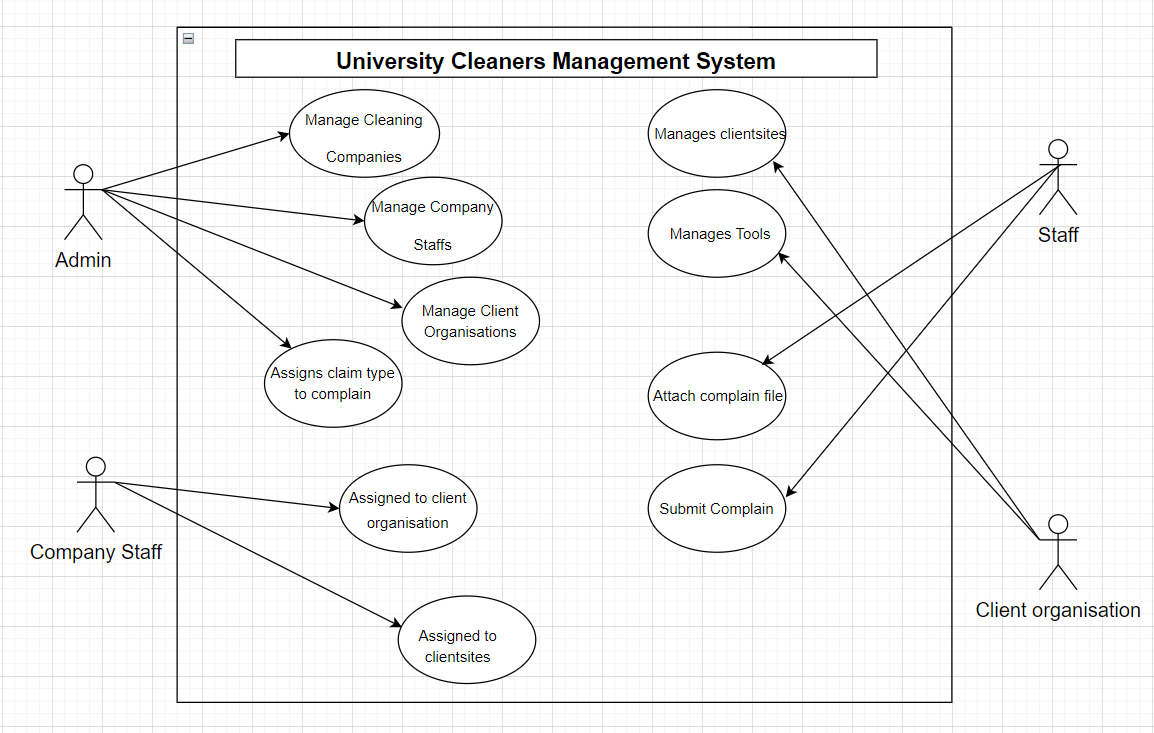 University Cleaners Management System
Manage Cleaning
Companies
Manages clientsites
Manage Company
Staffs
Manages Tools
Staff
Admin
Manage Client
Organisations
Assigns claim type
to complain
Attach complain file
Assigned to client
organisation
Submit Complain
Company Staff
Client organisation
Assigned to
clientsites